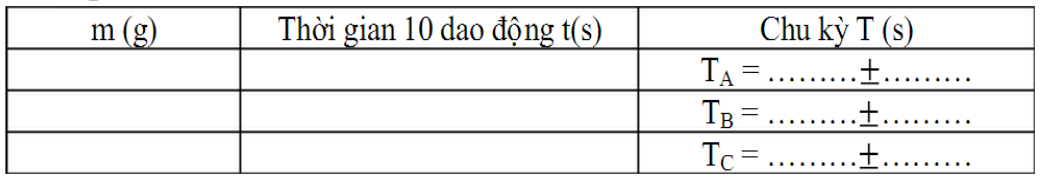 m (g) Thời gian 10 dao động t(s) Chu kỳ T (s)
T_A = ………±………
T_B = ………±………
T_C = ………±………